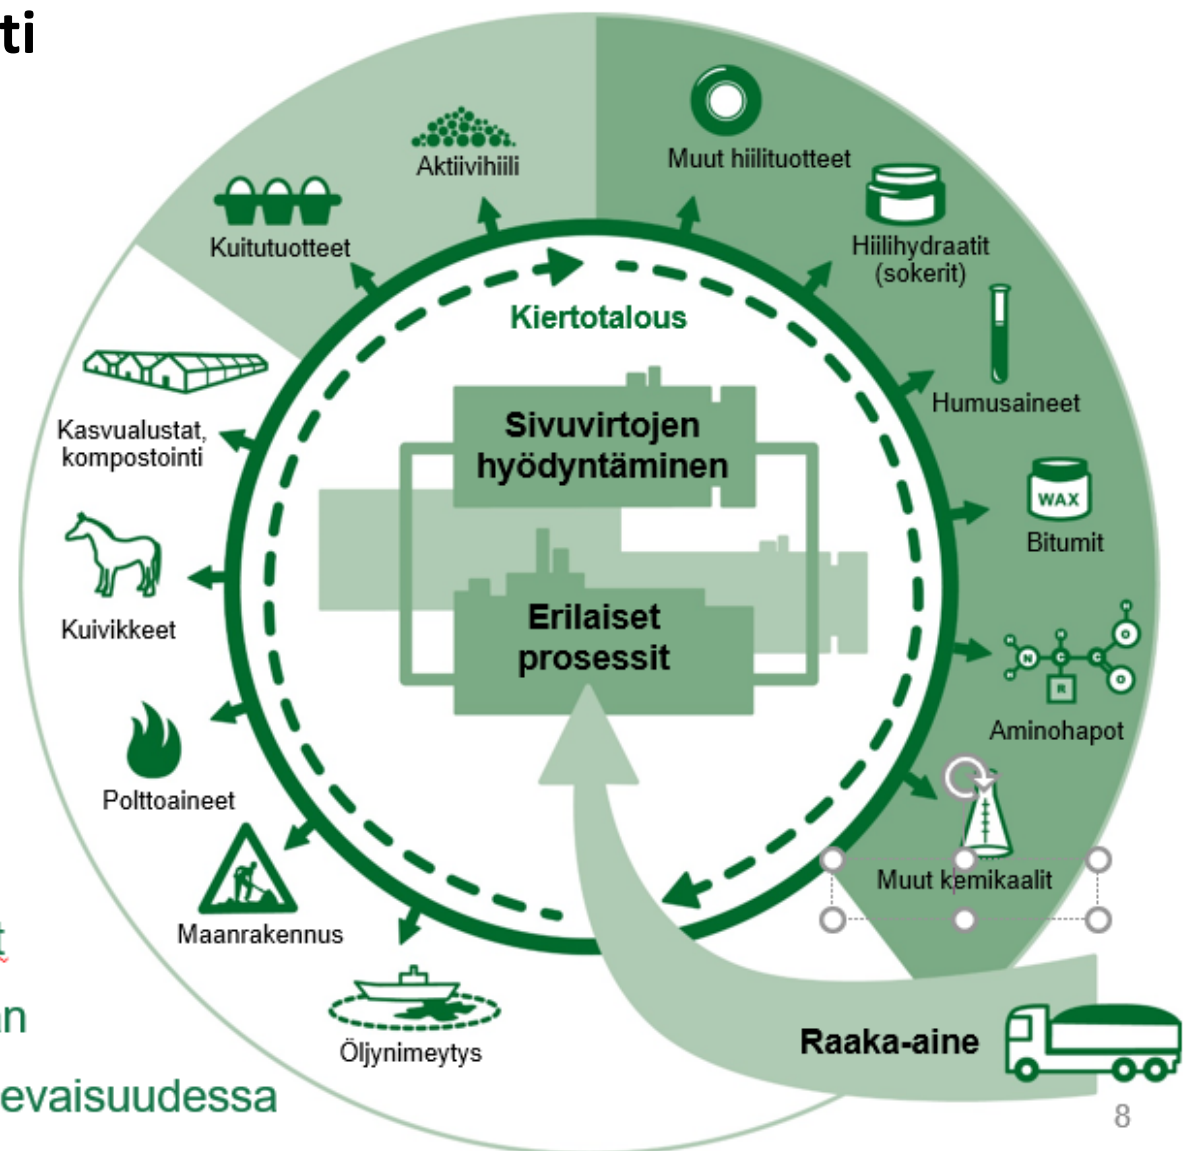 ti
Aktiivihiili
Muut hiilituotteet
Kuitutuotteet
Hiilihydraatit
(sokerit)
Kiertotalous
Humusaineet
Kasvualustat,
kompostointi
Sivuvirtojen
hyödyntäminen
WAX
Bitumit
Kuivikkeet
Erilaiset
prosessit
H
H
H
O
N
C
C
H
R
O
Aminohapot
Polttoaineet
Muut kemikaalit
Maanrakennus
t
Raaka-aine
Öljynimeytys
evaisuudessa
8